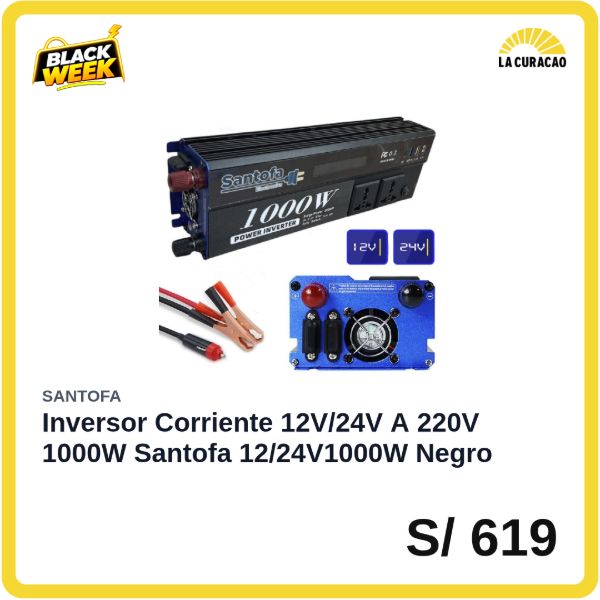 BLACK
WEEK
LA CURACAO
Santofa
1000W
POWER INVERTER
12V
24V
SANTOFA
Inversor Corriente 12V/24V A 220V
1000W Santofa 12/24V1000W Negro
S/ 619